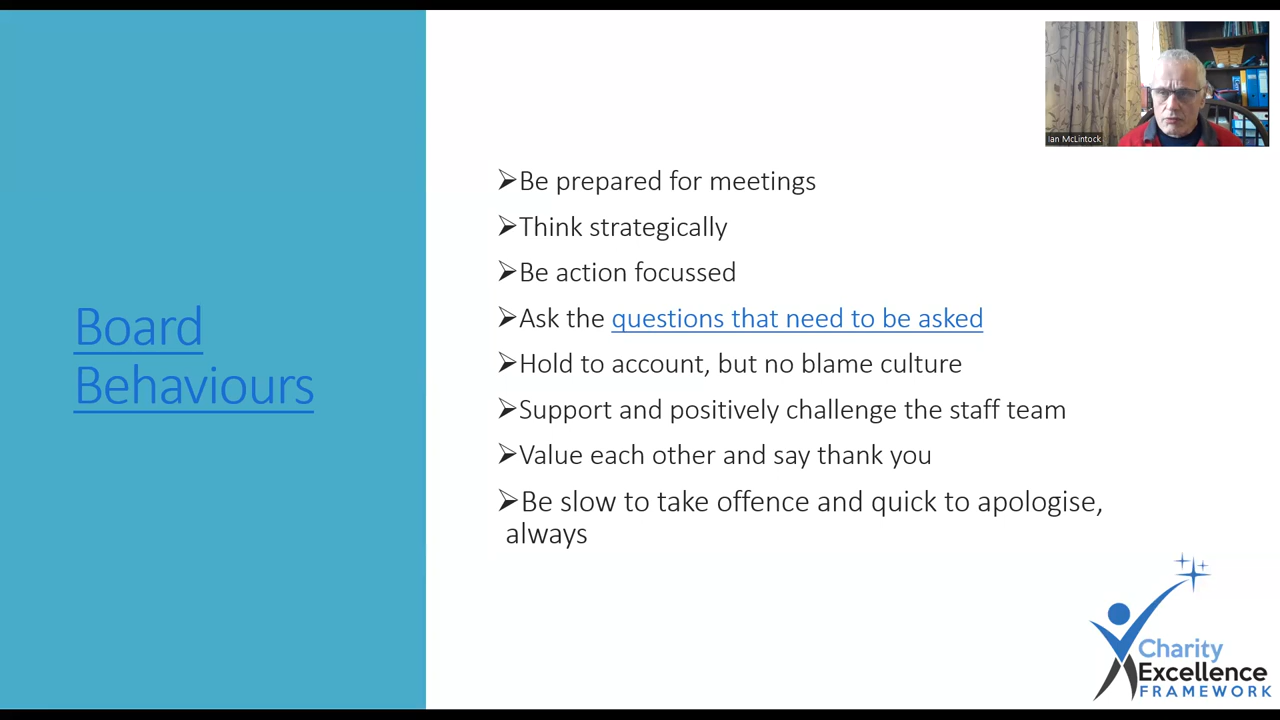 Ian McLintock
Board
Behaviours
➢Be prepared for meetings
➢Think strategically
➢Be action focussed
➢Ask the questions that need to be asked
➢Hold to account, but no blame culture
➢Support and positively challenge the staff team
➢Value each other and say thank you
➢Be slow to take offence and quick to apologise,
always
Charity
Excellence
FRAMEWORK